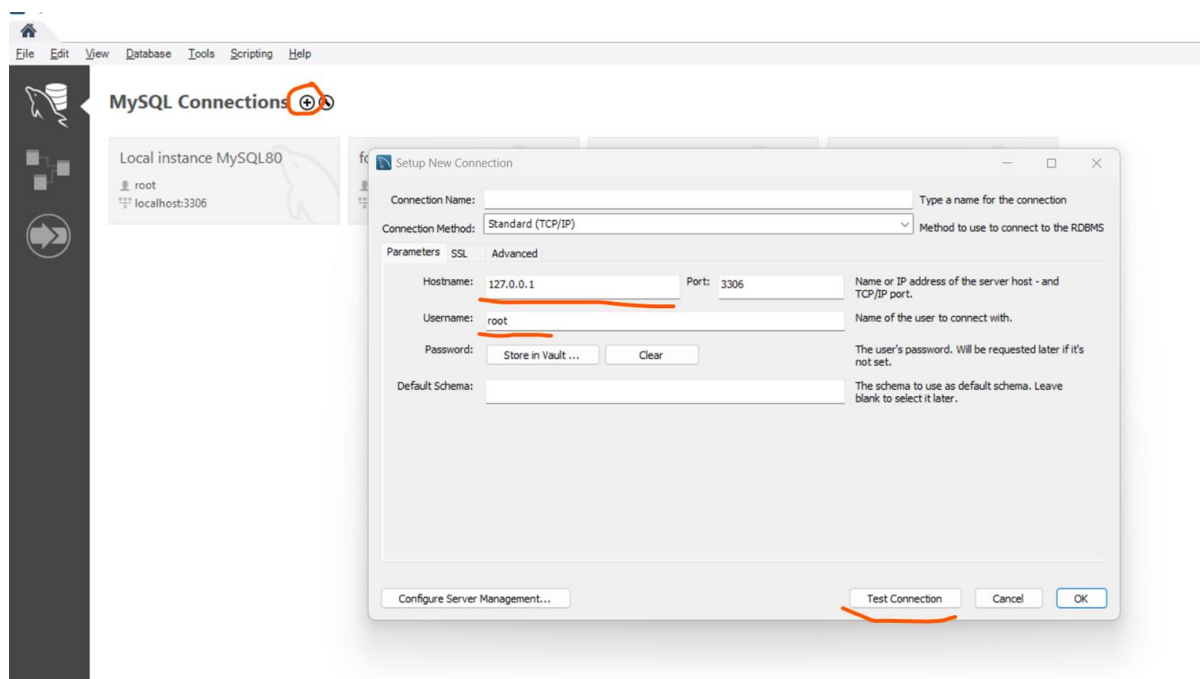 File Edit View Database Tools Scripting Help
MySQL Connections
Local instance MySQL80
root
localhost:3306
Setup New Connection
Connection Name: Type a name for the connection
Connection Method: Standard (TCP/IP) Method to use to connect to the RDBMS
Parameters SSL Advanced
Hostname: 127.0.0.1 Port: 3306 Name or IP address of the server host - and
TCP/IP port.
Username: root Name of the user to connect with.
Password: Store in Vault ... Clear The user's password. Will be requested later if it's
not set.
Default Schema: The schema to use as default schema. Leave
blank to select it later.
Configure Server Management... Test Connection Cancel OK